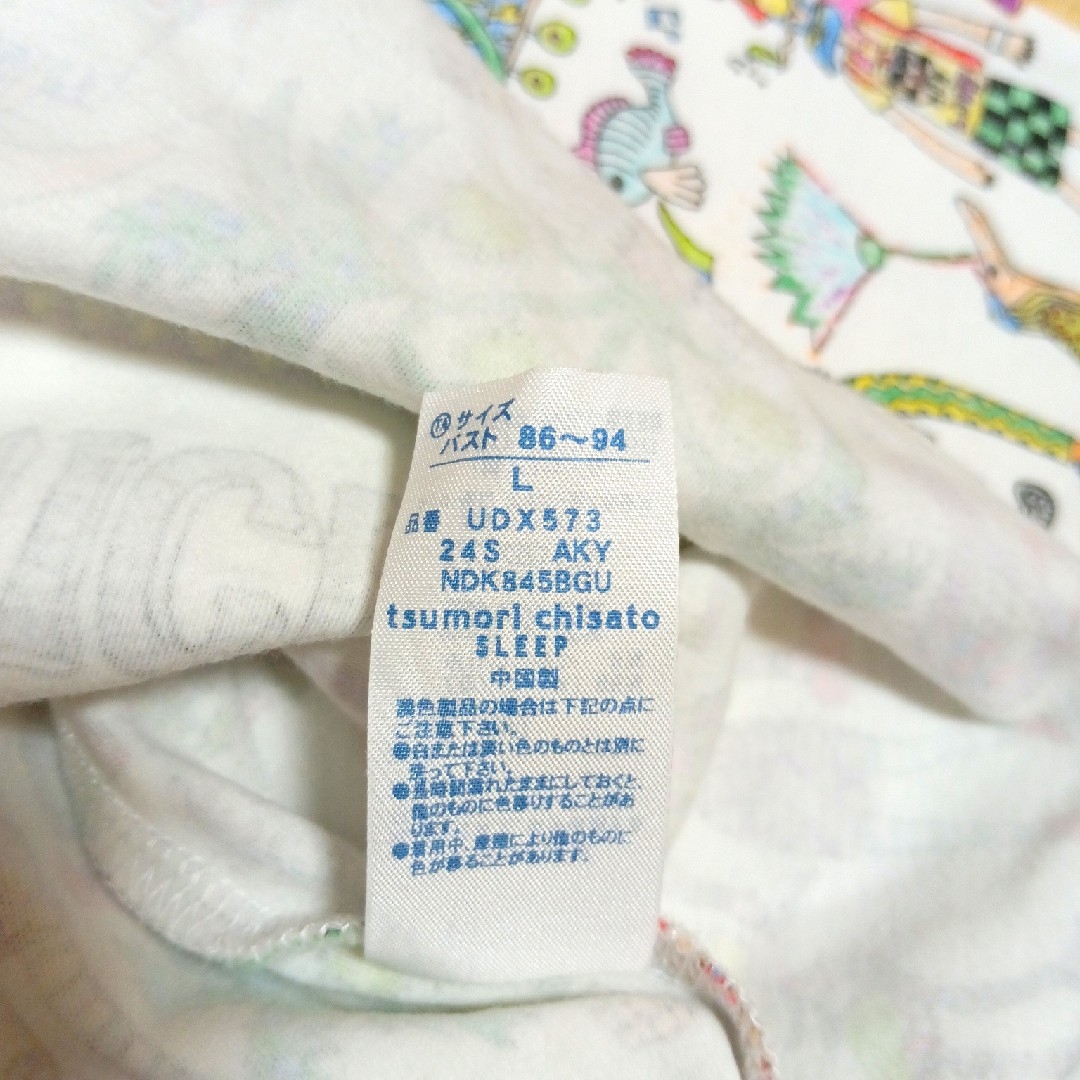 サイズ
バスト 86〜94
L
品番 UDX573
24S AKY
NDK845BGU
tsumori chisato
SLEEP
中国製
濃色製品の場合は下記の点に
ご注意下さい。
●白または淡い色のものとは別に
洗って下さい。
●長時間濡れたままにしておくと
他のものに色移りすることがあ
ります。
●着用中、摩擦により他のものに
色が移ることがあります。